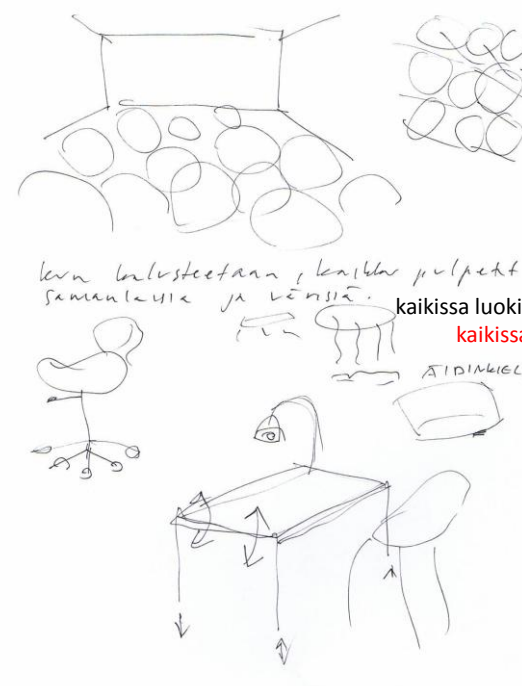 kun kalusteetaan, kaikki pulpetit
samanlaisia ja värisiä.
kaikissa luoki
kaikissa
ÄIDINKIEL